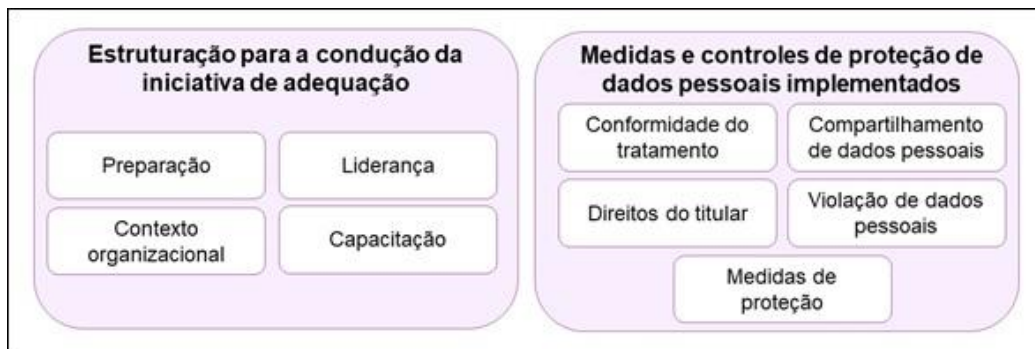 Estruturação para a condução da
iniciativa de adequação
Preparação
Liderança
Contexto
organizacional
Capacitação
Medidas e controles de proteção de
dados pessoais implementados
Conformidade do
tratamento
Compartilhamento
de dados pessoais
Direitos do titular
Violação de dados
pessoais
Medidas de
proteção